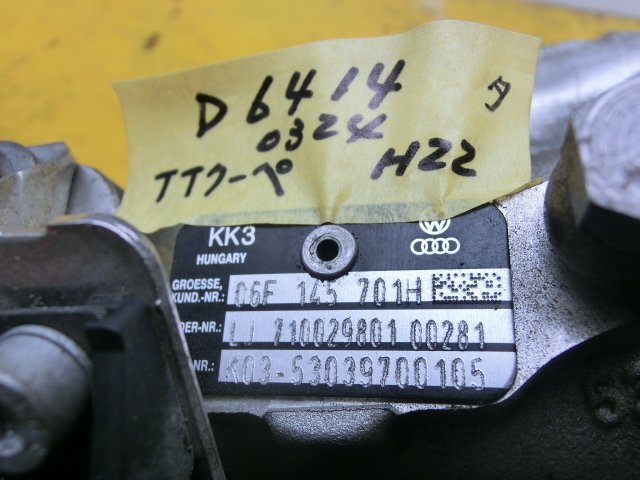 D6414 タ
0324
TTクーペ H22
KK3
HUNGARY
GROESSE,
KUND.-NR.: 06F 145 701H
DER-NR.: LJ 710029801 00281
NR.: K03-53039700105